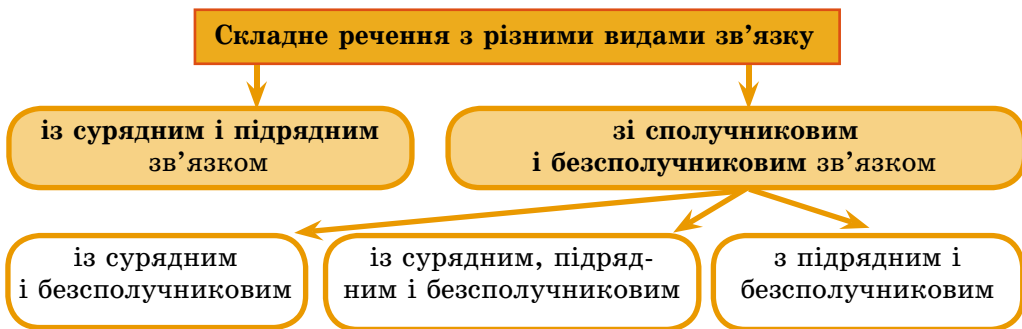 Складне речення з різними видами зв’язку
із сурядним і підрядним
зв’язком
зі сполучниковим
і безсполучниковим зв’язком
із сурядним
і безсполучниковим
із сурядним, підряд-
ним і безсполучниковим
з підрядним і
безсполучниковим